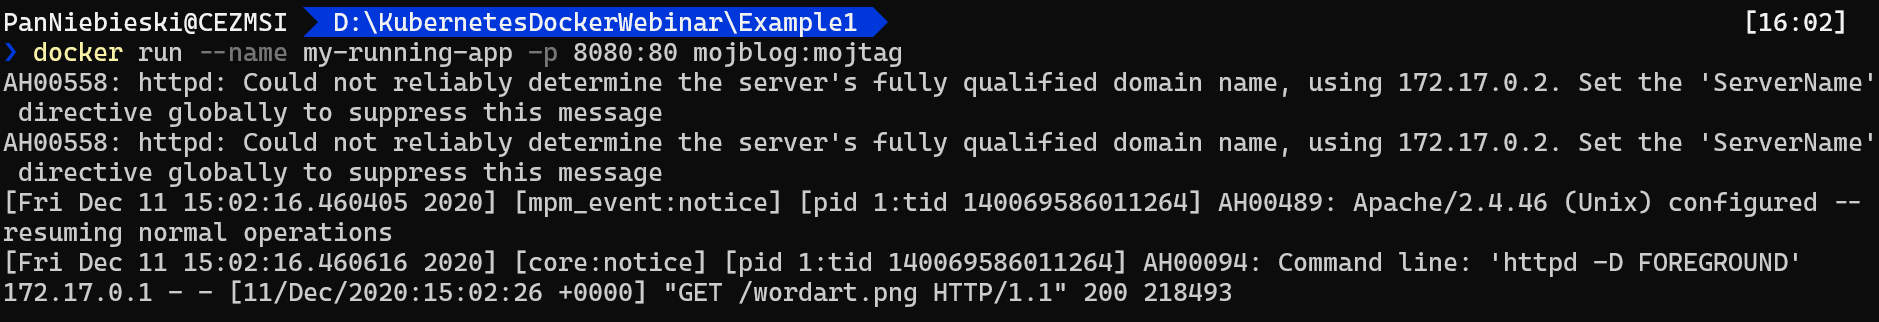 PanNiebieski@CEZMSI D:\KubernetesDockerWebinar\Example1 [16:02]
❯ docker run --name my-running-app -p 8080:80 mojblog:mojtag
AH00558: httpd: Could not reliably determine the server's fully qualified domain name, using 172.17.0.2. Set the 'ServerName'
directive globally to suppress this message
AH00558: httpd: Could not reliably determine the server's fully qualified domain name, using 172.17.0.2. Set the 'ServerName'
directive globally to suppress this message
[Fri Dec 11 15:02:16.460405 2020] [mpm_event:notice] [pid 1:tid 140069586011264] AH00489: Apache/2.4.46 (Unix) configured --
resuming normal operations
[Fri Dec 11 15:02:16.460616 2020] [core:notice] [pid 1:tid 140069586011264] AH00094: Command line: 'httpd -D FOREGROUND'
172.17.0.1 - - [11/Dec/2020:15:02:26 +0000] "GET /wordart.png HTTP/1.1" 200 218493